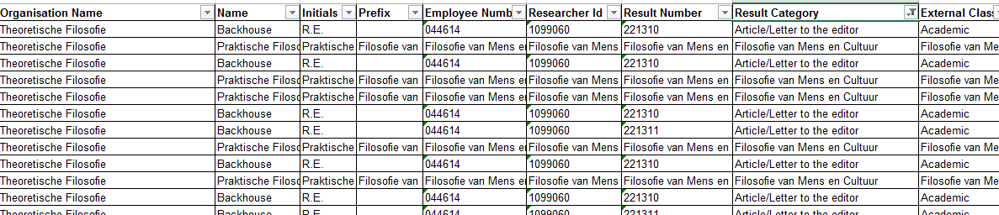 Organisation Name Name Initials Prefix Employee Numb Researcher Id Result Number Result Category External Clas
Theoretische Filosofie Backhouse R.E. 044614 1099060 221310 Article/Letter to the editor Academic
Theoretische Filosofie Praktische Filoso Praktische Filosofie van Filosofie van Mens en Filosofie van Mens Filosofie van Mens en Filosofie van Mens en Cultuur Filosofie van Me
Theoretische Filosofie Backhouse R.E. 044614 1099060 221310 Article/Letter to the editor Academic
Theoretische Filosofie Praktische Filoso Praktische Filosofie van Filosofie van Mens en Filosofie van Mens Filosofie van Mens en Filosofie van Mens en Cultuur Filosofie van Me
Theoretische Filosofie Praktische Filoso Praktische Filosofie van Filosofie van Mens en Filosofie van Mens Filosofie van Mens en Filosofie van Mens en Cultuur Filosofie van Me
Theoretische Filosofie Backhouse R.E. 044614 1099060 221310 Article/Letter to the editor Academic
Theoretische Filosofie Backhouse R.E. 044614 1099060 221311 Article/Letter to the editor Academic
Theoretische Filosofie Praktische Filoso Praktische Filosofie van Filosofie van Mens en Filosofie van Mens Filosofie van Mens en Filosofie van Mens en Cultuur Filosofie van Me
Theoretische Filosofie Backhouse R.E. 044614 1099060 221310 Article/Letter to the editor Academic
Theoretische Filosofie Praktische Filoso Praktische Filosofie van Filosofie van Mens en Filosofie van Mens Filosofie van Mens en Filosofie van Mens en Cultuur Filosofie van Me
Theoretische Filosofie Backhouse R.E. 044614 1099060 221310 Article/Letter to the editor Academic
Theoretische Filosofie Backhouse R.E. 044614 1099060 221311 Article/Letter to the editor Academic